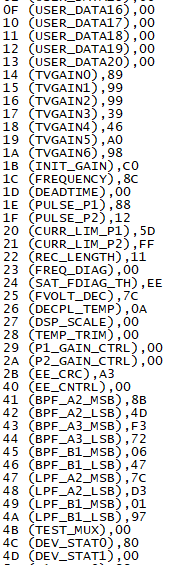 0F (USER_DATA16),00
10 (USER_DATA17),00
11 (USER_DATA18),00
12 (USER_DATA19),00
13 (USER_DATA20),00
14 (TVGAIN0),89
15 (TVGAIN1),99
16 (TVGAIN2),99
17 (TVGAIN3),39
18 (TVGAIN4),46
19 (TVGAIN5),A0
1A (TVGAIN6),98
1B (INIT_GAIN),C0
1C (FREQUENCY),8C
1D (DEADTIME),00
1E (PULSE_P1),88
1F (PULSE_P2),12
20 (CURR_LIM_P1),5D
21 (CURR_LIM_P2),FF
22 (REC_LENGTH),11
23 (FREQ_DIAG),00
24 (SAT_FDIAG_TH),EE
25 (FVOLT_DEC),7C
26 (DECPL_TEMP),0A
27 (DSP_SCALE),00
28 (TEMP_TRIM),00
29 (P1_GAIN_CTRL),00
2A (P2_GAIN_CTRL),00
2B (EE_CRC),A3
40 (EE_CNTRL),00
41 (BPF_A2_MSB),8B
42 (BPF_A2_LSB),4D
43 (BPF_A3_MSB),F3
44 (BPF_A3_LSB),72
45 (BPF_B1_MSB),06
46 (BPF_B1_LSB),47
47 (LPF_A2_MSB),7C
48 (LPF_A2_LSB),D3
49 (LPF_B1_MSB),01
4A (LPF_B1_LSB),97
4B (TEST_MUX),00
4C (DEV_STAT0),80
4D (DEV_STAT1),00